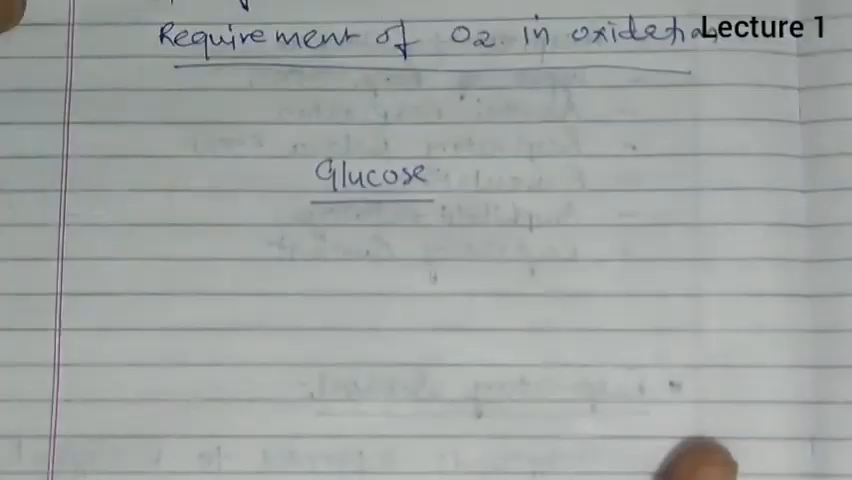 Requirement of O2 in oxidation
Lecture 1
Glucose